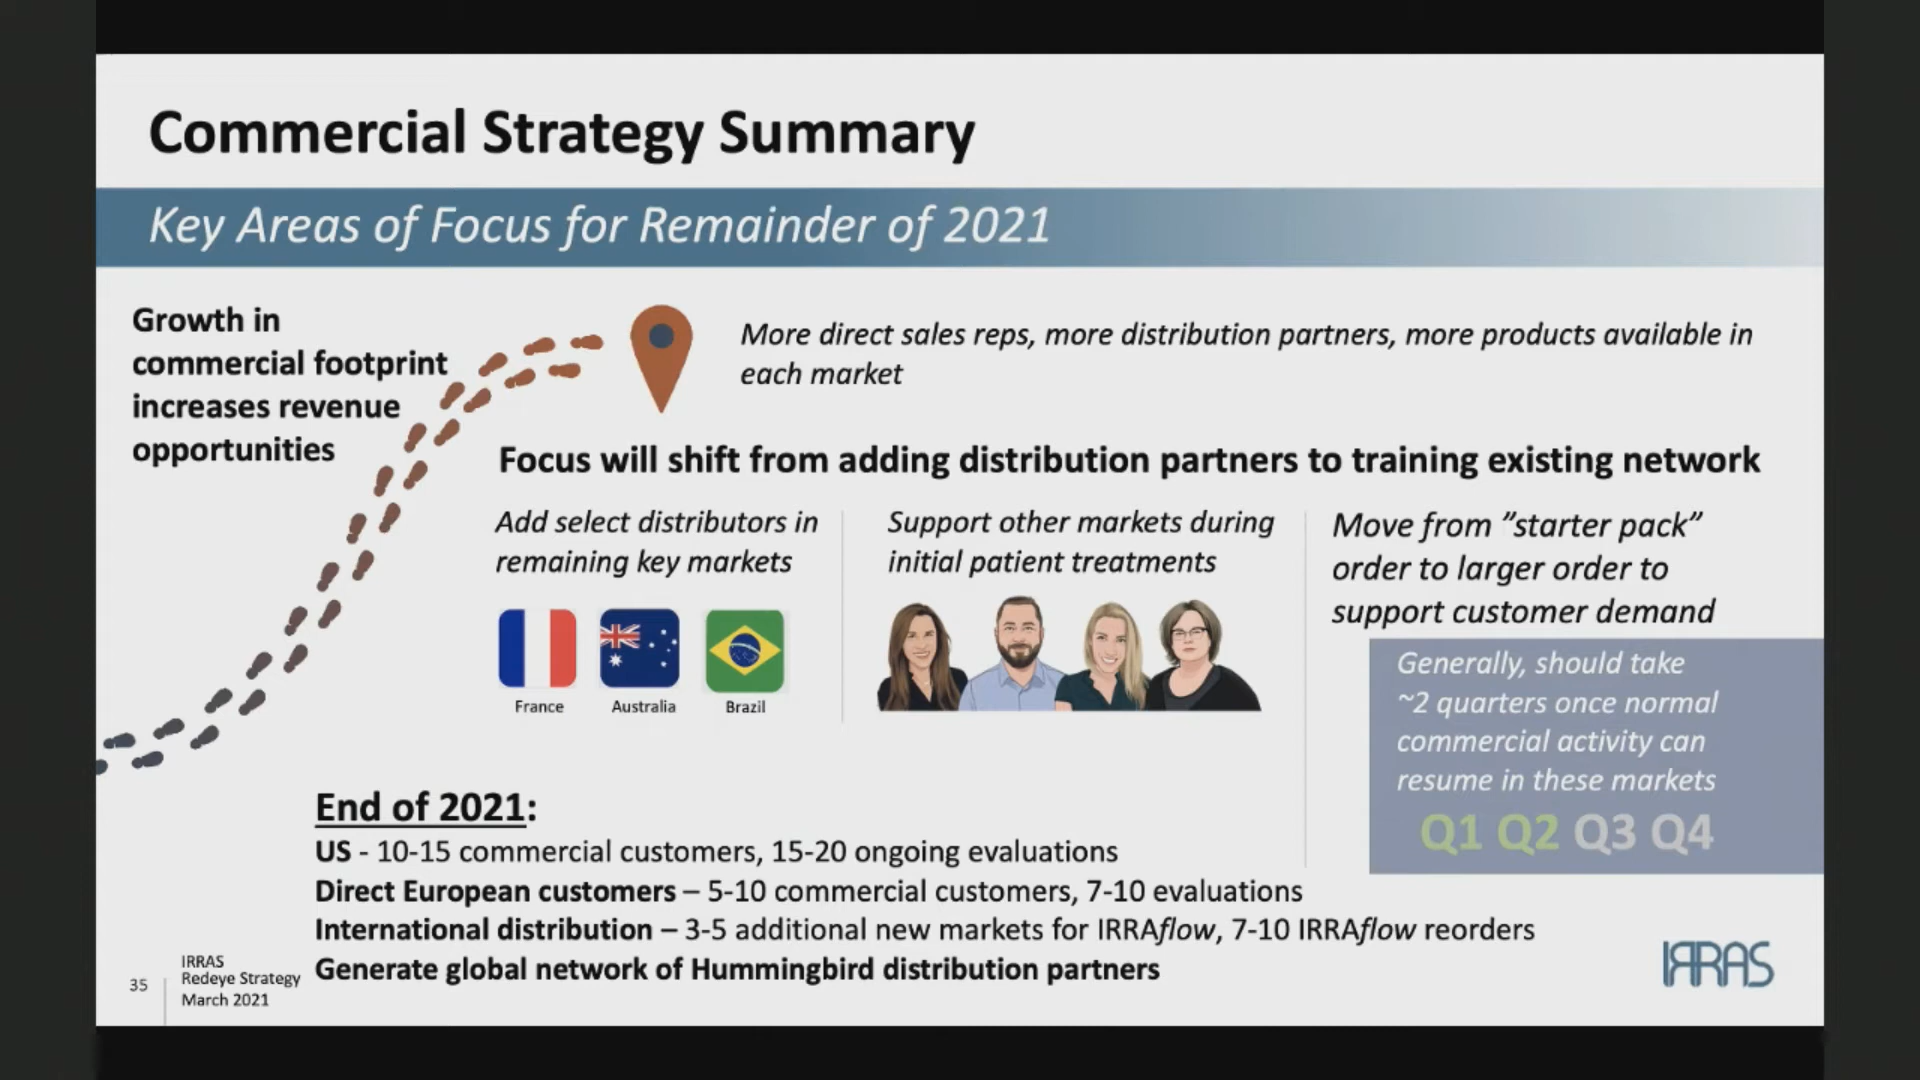 Commercial Strategy Summary
Key Areas of Focus for Remainder of 2021
Growth in
commercial footprint
increases revenue
opportunities
More direct sales reps, more distribution partners, more products available in
each market
Focus will shift from adding distribution partners to training existing network
Add select distributors in
remaining key markets
France
Australia
Brazil
Support other markets during
initial patient treatments
Move from ”starter pack”
order to larger order to
support customer demand
Generally, should take
~2 quarters once normal
commercial activity can
resume in these markets
Q1 Q2 Q3 Q4
End of 2021:
US - 10-15 commercial customers, 15-20 ongoing evaluations
Direct European customers – 5-10 commercial customers, 7-10 evaluations
International distribution – 3-5 additional new markets for IRRAflow, 7-10 IRRAflow reorders
Generate global network of Hummingbird distribution partners
35
IRRAS
Redeye Strategy
March 2021
IRRAS